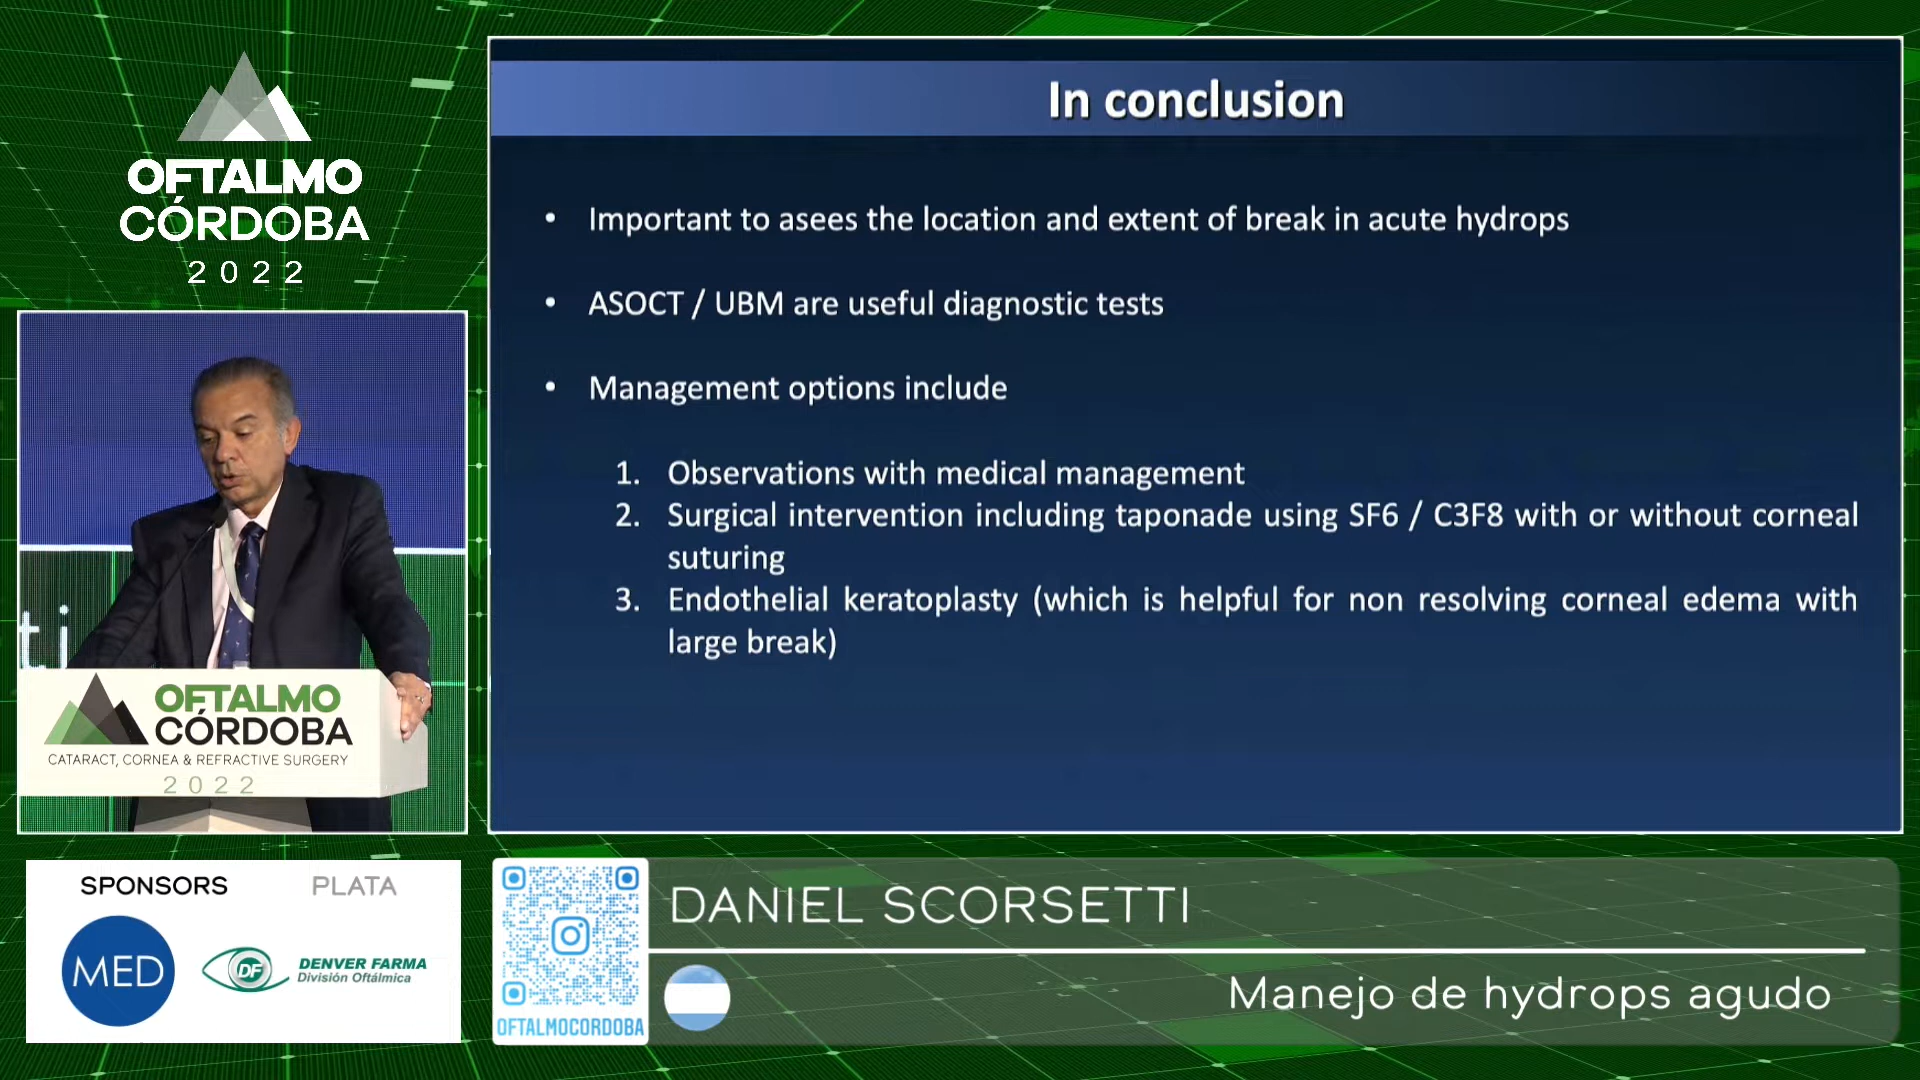 OFTALMO
CÓRDOBA
2022
In conclusion
• Important to asees the location and extent of break in acute hydrops
• ASOCT / UBM are useful diagnostic tests
• Management options include
1. Observations with medical management
2. Surgical intervention including taponade using SF6 / C3F8 with or without corneal
suturing
3. Endothelial keratoplasty (which is helpful for non resolving corneal edema with
large break)
ti
OFTALMO
CÓRDOBA
CATARACT, CORNEA & REFRACTIVE SURGERY
2022
SPONSORS PLATA
MED
DF
DENVER FARMA
División Oftálmica
OFTALMOCORDOBA
DANIEL SCORSETTI
Manejo de hydrops agudo